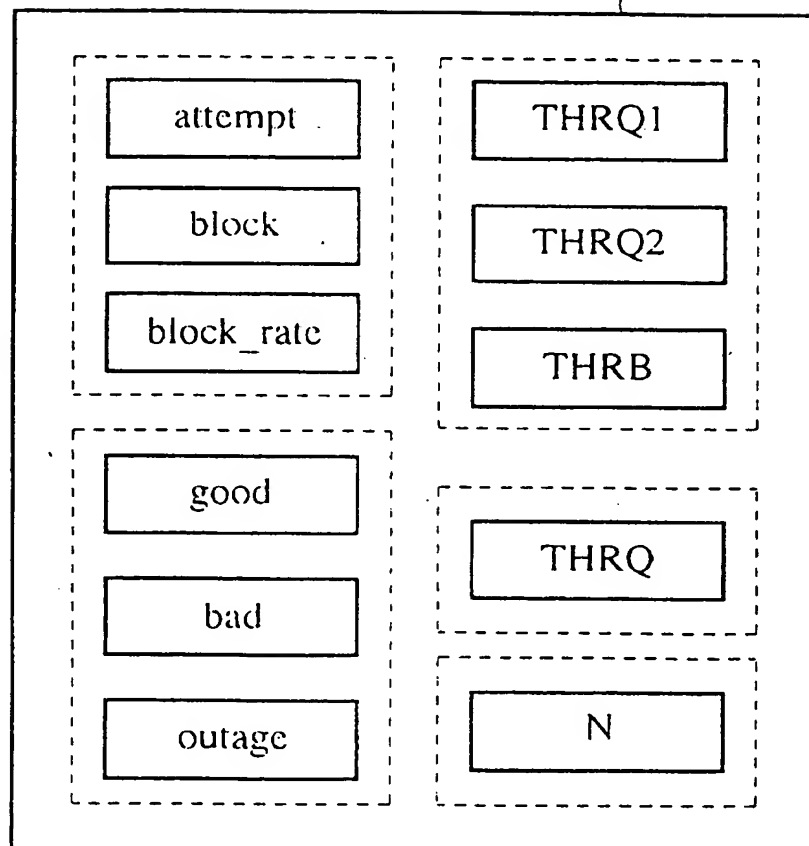 attempt
block
block_rate
good
bad
outage
THRQ1
THRQ2
THRB
THRQ
N